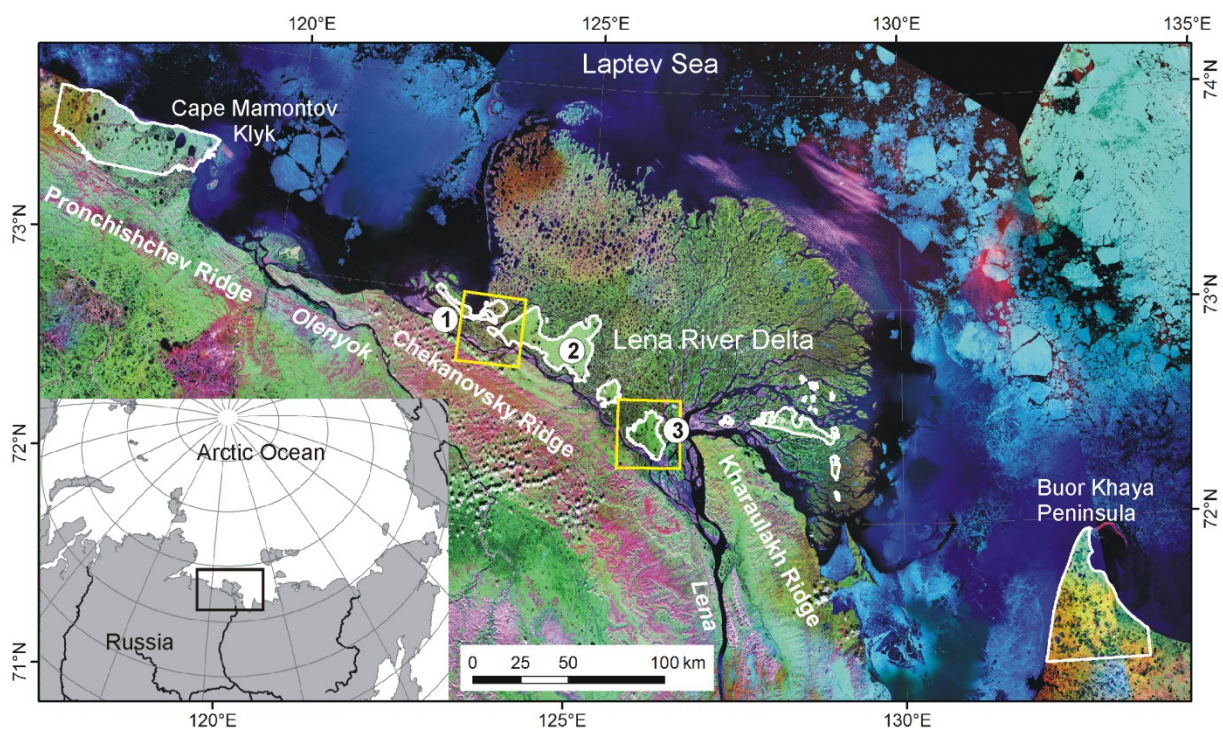 120°E
125°E
130°E
135°E
Laptev Sea
74°N
Cape Mamontov
Klyk
73°N
Pronchishchev Ridge
Olenyok
1
Chekanovsky Ridge
2
Lena River Delta
73°N
3
72°N
Kharaulakh Ridge
Lena
Buor Khaya
Peninsula
72°N
Arctic Ocean
Russia
0 25 50 100 km
71°N
71°N
120°E
125°E
130°E